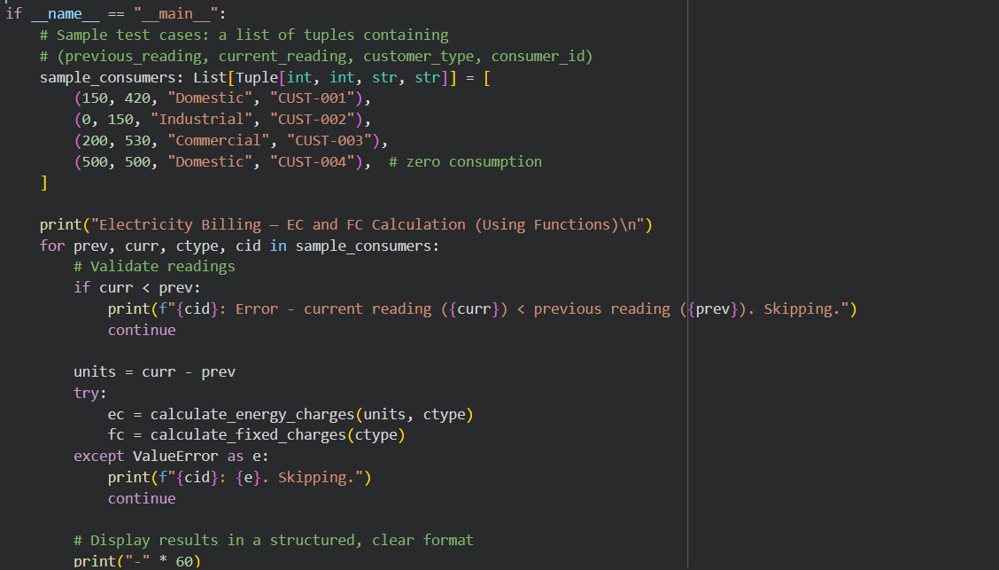 if __name__ == "__main__":
    # Sample test cases: a list of tuples containing
    # (previous_reading, current_reading, customer_type, consumer_id)
    sample_consumers: List[Tuple[int, int, str, str]] = [
        (150, 420, "Domestic", "CUST-001"),
        (0, 150, "Industrial", "CUST-002"),
        (200, 530, "Commercial", "CUST-003"),
        (500, 500, "Domestic", "CUST-004"),  # zero consumption
    ]

    print("Electricity Billing — EC and FC Calculation (Using Functions)\n")
    for prev, curr, ctype, cid in sample_consumers:
        # Validate readings
        if curr < prev:
            print(f"{cid}: Error - current reading ({curr}) < previous reading ({prev}). Skipping.")
            continue

        units = curr - prev
        try:
            ec = calculate_energy_charges(units, ctype)
            fc = calculate_fixed_charges(ctype)
        except ValueError as e:
            print(f"{cid}: {e}. Skipping.")
            continue

        # Display results in a structured, clear format
        print("-" * 60)